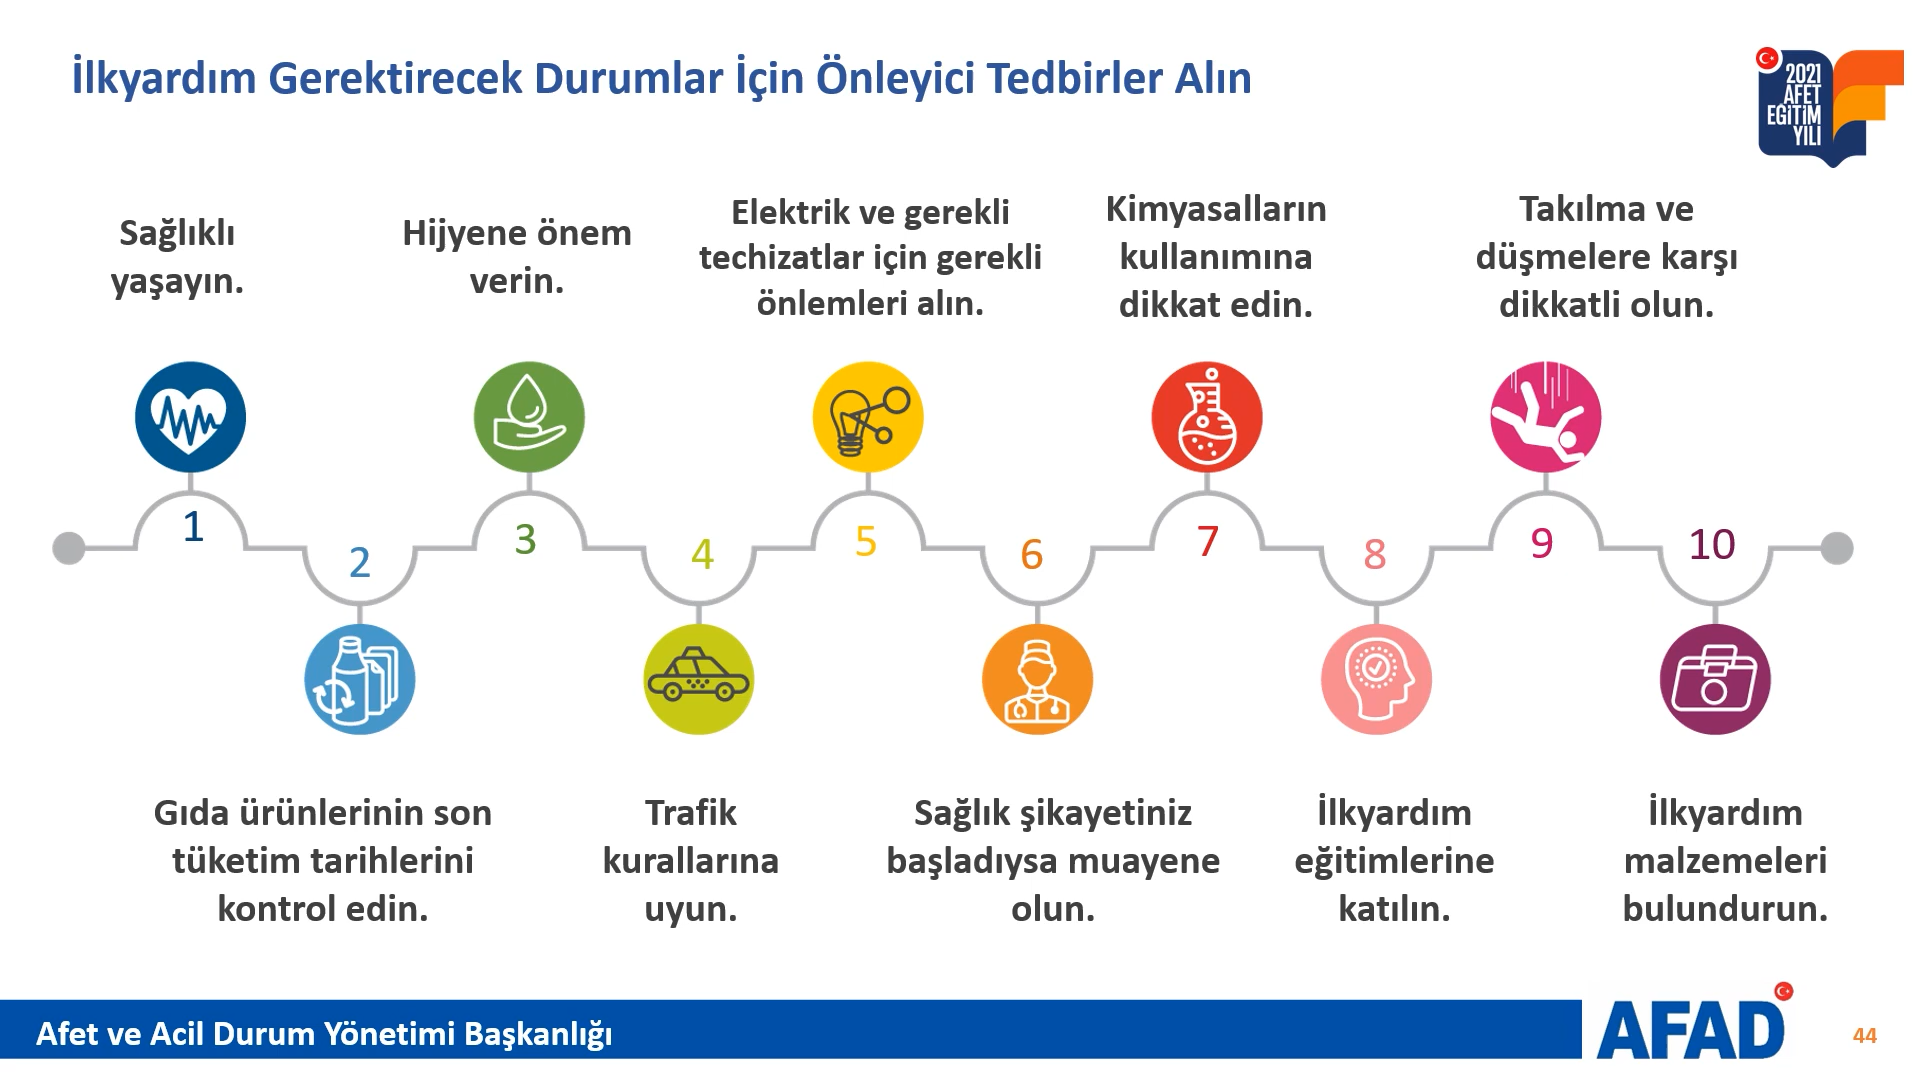 İlkyardım Gerektirecek Durumlar İçin Önleyici Tedbirler Alın
2021
AFET
EĞİTİM
YILI
Sağlıklı
yaşayın.
Hijyene önem
verin.
Elektrik ve gerekli
techizatlar için gerekli
önlemleri alın.
Kimyasalların
kullanımına
dikkat edin.
Takılma ve
düşmelere karşı
dikkatli olun.
1
2
3
4
5
6
7
8
9
10
Gıda ürünlerinin son
tüketim tarihlerini
kontrol edin.
Trafik
kurallarına
uyun.
Sağlık şikayetiniz
başladıysa muayene
olun.
İlkyardım
eğitimlerine
katılın.
İlkyardım
malzemeleri
bulundurun.
Afet ve Acil Durum Yönetimi Başkanlığı
AFAD
44